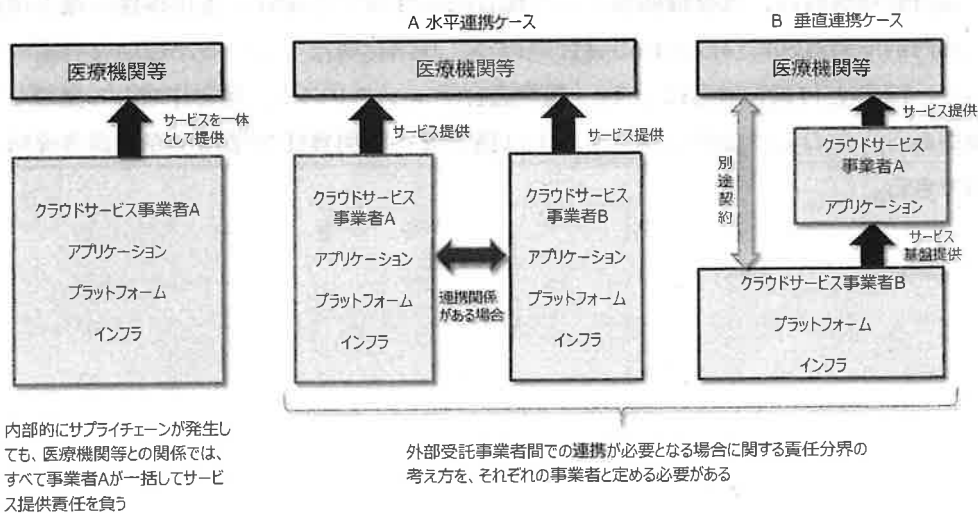 A 水平連携ケース
B 垂直連携ケース
医療機関等
サービスを一体
として提供
クラウドサービス事業者A
アプリケーション
プラットフォーム
インフラ
医療機関等
サービス提供
サービス提供
クラウドサービス
事業者A
アプリケーション
プラットフォーム
インフラ
連携関係
がある場合
クラウドサービス
事業者B
アプリケーション
プラットフォーム
インフラ
医療機関等
別途契約
サービス提供
クラウドサービス
事業者A
アプリケーション
サービス
基盤提供
クラウドサービス事業者B
プラットフォーム
インフラ
内部的にサプライチェーンが発生し
ても、医療機関等との関係では、
すべて事業者Aが一括してサービ
ス提供責任を負う
外部受託事業者間での連携が必要となる場合に関する責任分界の
考え方を、それぞれの事業者と定める必要がある